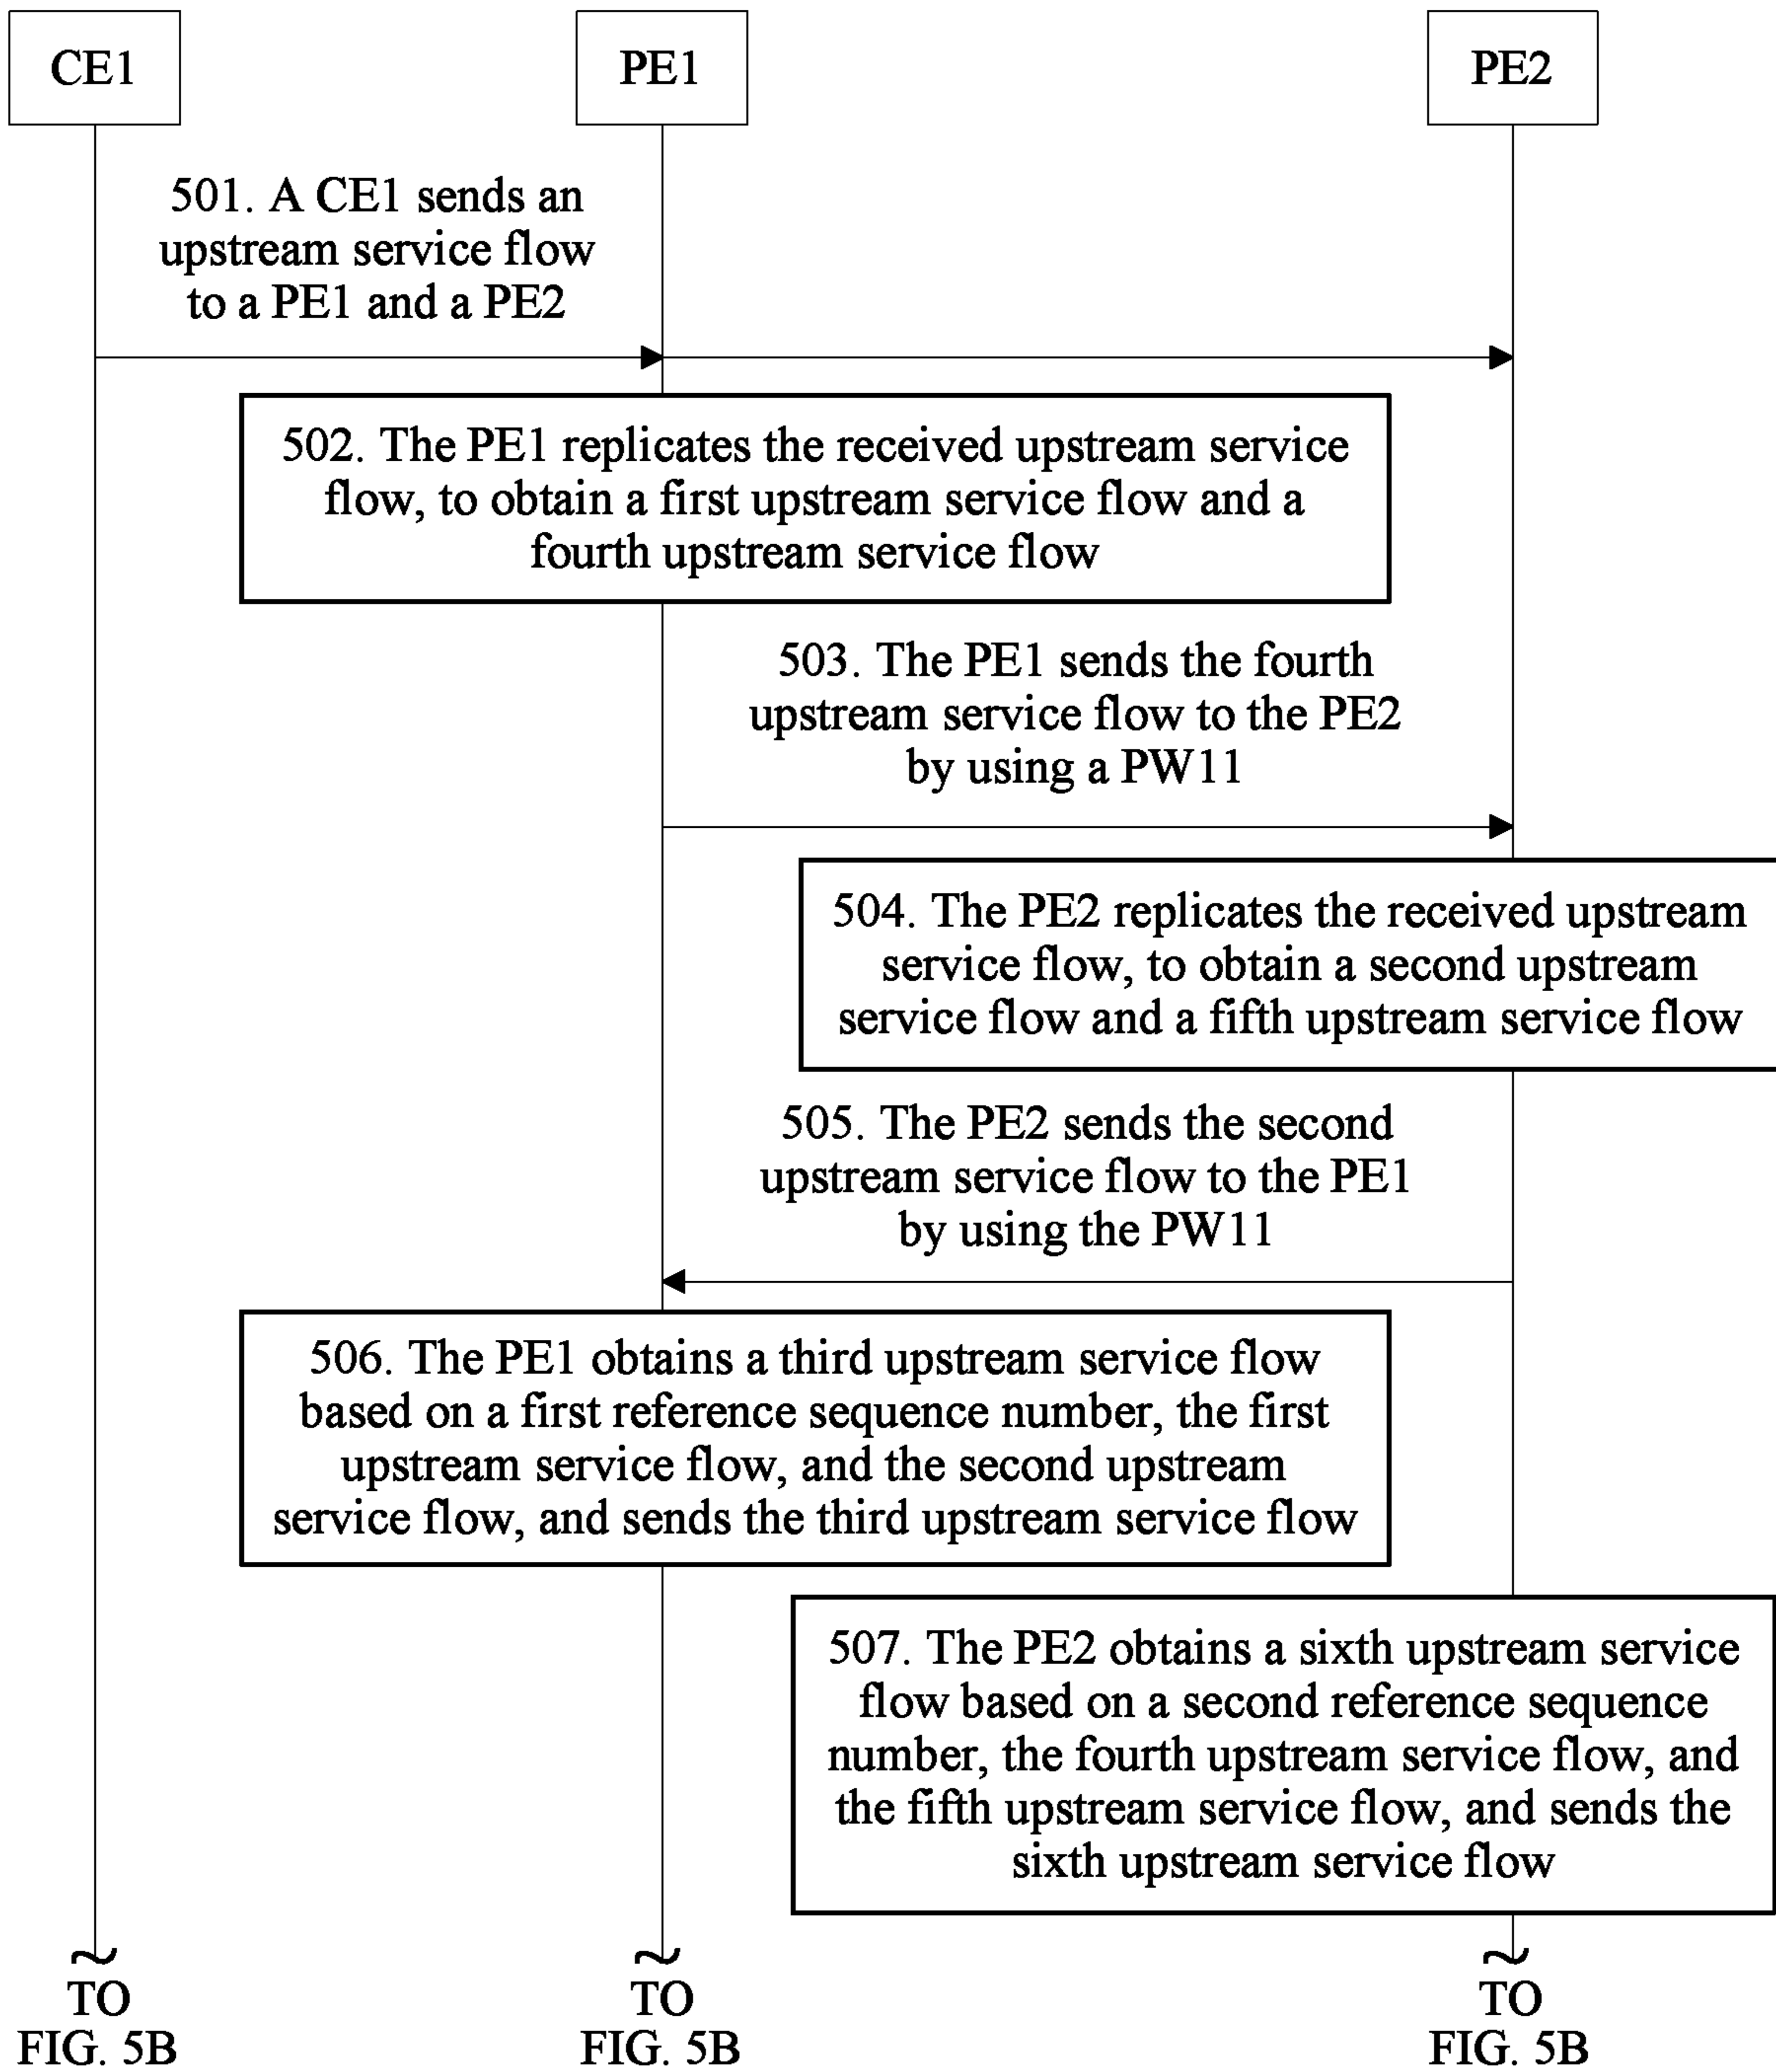 CE1
PE1
PE2
501. A CE1 sends an
upstream service flow
to a PE1 and a PE2
502. The PE1 replicates the received upstream service
flow, to obtain a first upstream service flow and a
fourth upstream service flow
503. The PE1 sends the fourth
upstream service flow to the PE2
by using a PW11
504. The PE2 replicates the received upstream
service flow, to obtain a second upstream
service flow and a fifth upstream service flow
505. The PE2 sends the second
upstream service flow to the PE1
by using the PW11
506. The PE1 obtains a third upstream service flow
based on a first reference sequence number, the first
upstream service flow, and the second upstream
service flow, and sends the third upstream service flow
507. The PE2 obtains a sixth upstream service
flow based on a second reference sequence
number, the fourth upstream service flow, and
the fifth upstream service flow, and sends the
sixth upstream service flow
TO
FIG. 5B
TO
FIG. 5B
TO
FIG. 5B